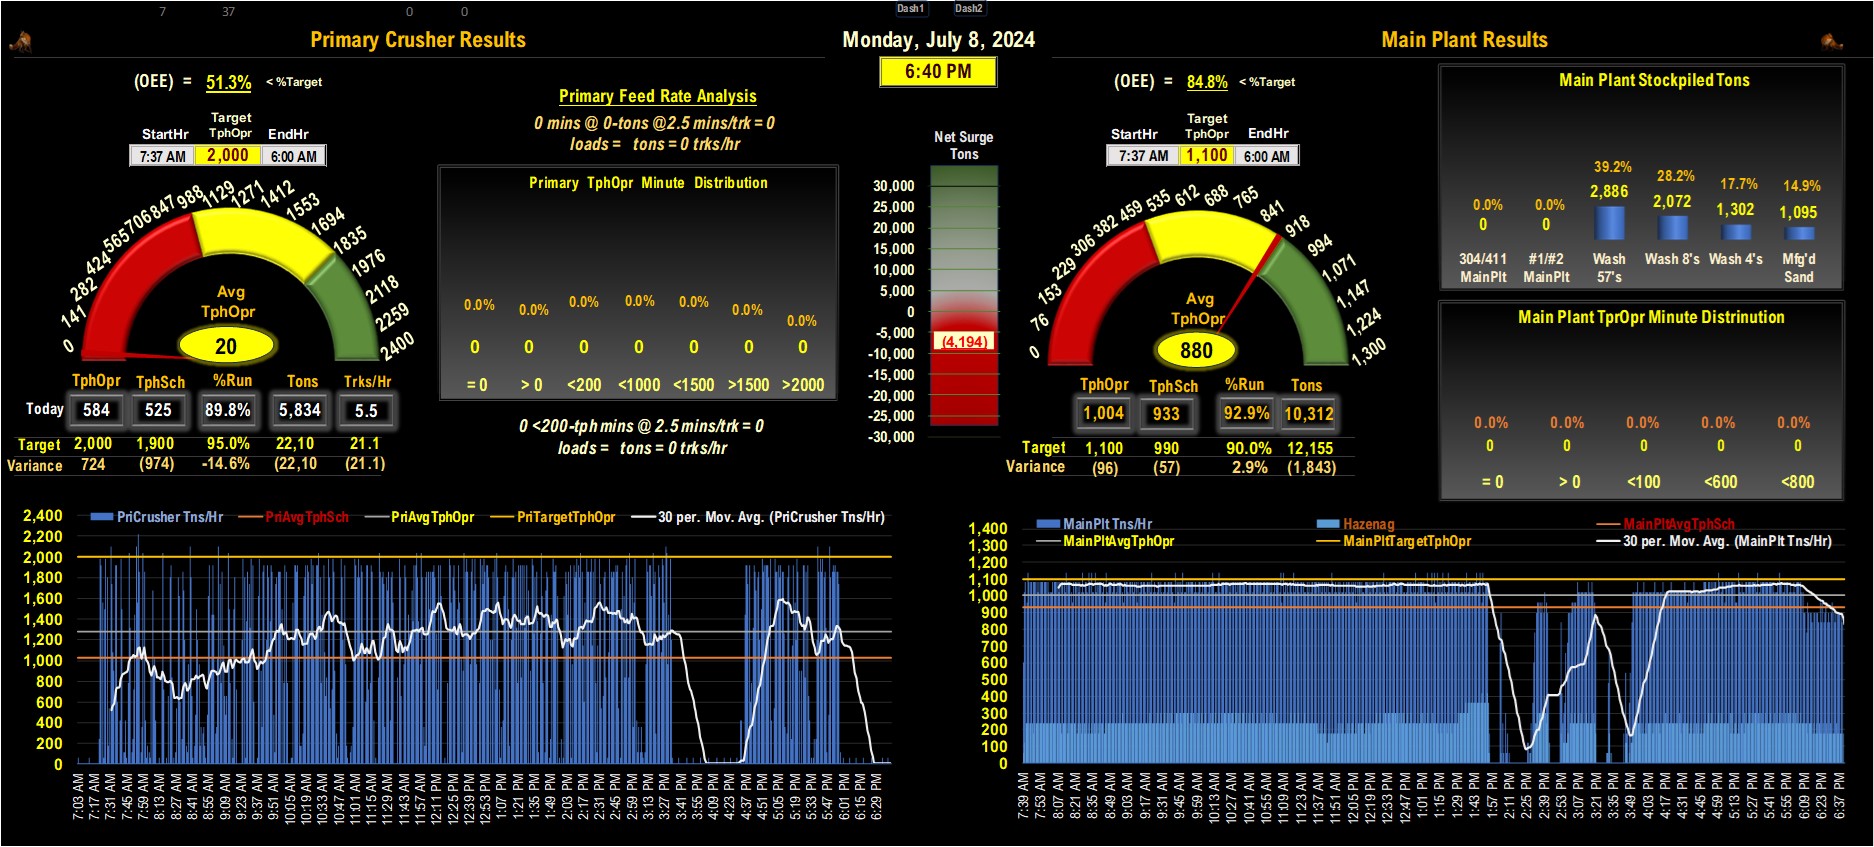 7 37 0 0 Dash1 Dash2
Primary Crusher Results
Monday, July 8, 2024
Main Plant Results
6:40 PM
(OEE) = 51.3% < %Target
Primary Feed Rate Analysis
0 mins @ 0-tons @2.5 mins/trk = 0
loads = tons = 0 trks/hr
StartHr Target TphOpr EndHr
7:37 AM 2,000 6:00 AM
0 141 282 424 565 706 847 988 1129 1271 1412 1553 1694 1835 1976 2118 2259 2400
Avg
TphOpr
20
TphOpr TphSch %Run Tons Trks/Hr
Today 584 525 89.8% 5,834 5.5
Target 2,000 1,900 95.0% 22,10 21.1
Variance 724 (974) -14.6% (22,10 (21.1)
Primary TphOpr Minute Distribution
0.0% 0.0% 0.0% 0.0% 0.0% 0.0% 0.0%
0 0 0 0 0 0 0
= 0 > 0 <200 <1000 <1500 >1500 >2000
0 <200-tph mins @ 2.5 mins/trk = 0
loads = tons = 0 trks/hr
Net Surge
Tons
30,000
25,000
20,000
15,000
10,000
5,000
0
-5,000
(4,194)
-10,000
-15,000
-20,000
-25,000
-30,000
(OEE) = 84.8% < %Target
StartHr Target TphOpr EndHr
7:37 AM 1,100 6:00 AM
0 76 153 229 306 382 459 535 612 688 765 841 918 994 1,071 1,147 1,224 1,300
Avg
TphOpr
880
TphOpr TphSch %Run Tons
1,004 933 92.9% 10,312
Target 1,100 990 90.0% 12,155
Variance (96) (57) 2.9% (1,843)
Main Plant Stockpiled Tons
0.0% 0.0% 39.2% 28.2% 17.7% 14.9%
0 0 2,886 2,072 1,302 1,095
304/411 #1/#2 Wash Wash 8's Wash 4's Mfg'd
MainPlt MainPlt 57's Sand
Main Plant TprOpr Minute Distrinution
0.0% 0.0% 0.0% 0.0% 0.0%
0 0 0 0 0
= 0 > 0 <100 <600 <800
PriCrusher Tns/Hr PriAvgTphSch PriAvgTphOpr PriTargetTphOpr 30 per. Mov. Avg. (PriCrusher Tns/Hr)
2,400
2,200
2,000
1,800
1,600
1,400
1,200
1,000
800
600
400
200
0
7:03 AM 7:17 AM 7:31 AM 7:45 AM 7:59 AM 8:13 AM 8:27 AM 8:41 AM 8:55 AM 9:09 AM 9:23 AM 9:37 AM 9:51 AM 10:05 AM 10:19 AM 10:33 AM 10:47 AM 11:01 AM 11:15 AM 11:29 AM 11:43 AM 11:57 AM 12:11 PM 12:25 PM 12:39 PM 12:53 PM 1:07 PM 1:21 PM 1:35 PM 1:49 PM 2:03 PM 2:17 PM 2:31 PM 2:45 PM 2:59 PM 3:13 PM 3:27 PM 3:41 PM 4:09 PM 4:23 PM 4:37 PM 4:51 PM 5:05 PM 5:19 PM 5:33 PM 5:47 PM 6:01 PM 6:15 PM 6:29 PM
MainPlt Tns/Hr Hazenag MainPltAvgTphSch
MainPltAvgTphOpr MainPltTargetTphOpr 30 per. Mov. Avg. (MainPlt Tns/Hr)
1,400
1,300
1,200
1,100
1,000
900
800
700
600
500
400
300
200
100
0
7:39 AM 7:53 AM 8:07 AM 8:21 AM 8:35 AM 8:49 AM 9:03 AM 9:17 AM 9:31 AM 9:45 AM 9:59 AM 10:13 AM 10:27 AM 10:41 AM 10:55 AM 11:09 AM 11:23 AM 11:37 AM 11:51 AM 12:05 PM 12:19 PM 12:33 PM 12:47 PM 1:01 PM 1:15 PM 1:29 PM 1:43 PM 1:57 PM 2:11 PM 2:25 PM 2:39 PM 2:53 PM 3:07 PM 3:21 PM 3:35 PM 3:49 PM 4:03 PM 4:17 PM 4:31 PM 4:45 PM 4:59 PM 5:13 PM 5:27 PM 5:41 PM 5:55 PM 6:09 PM 6:23 PM 6:37 PM